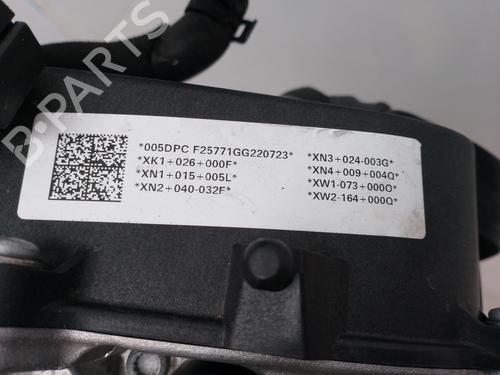 B-PARTS
*005DPC F25771GG220723*
*XK1+026+000F*
*XN1+015+005L*
*XN2+040-032F*
*XN3+024-003G*
*XN4+009+004Q*
*XW1-073+000O*
*XW2-164+000Q*